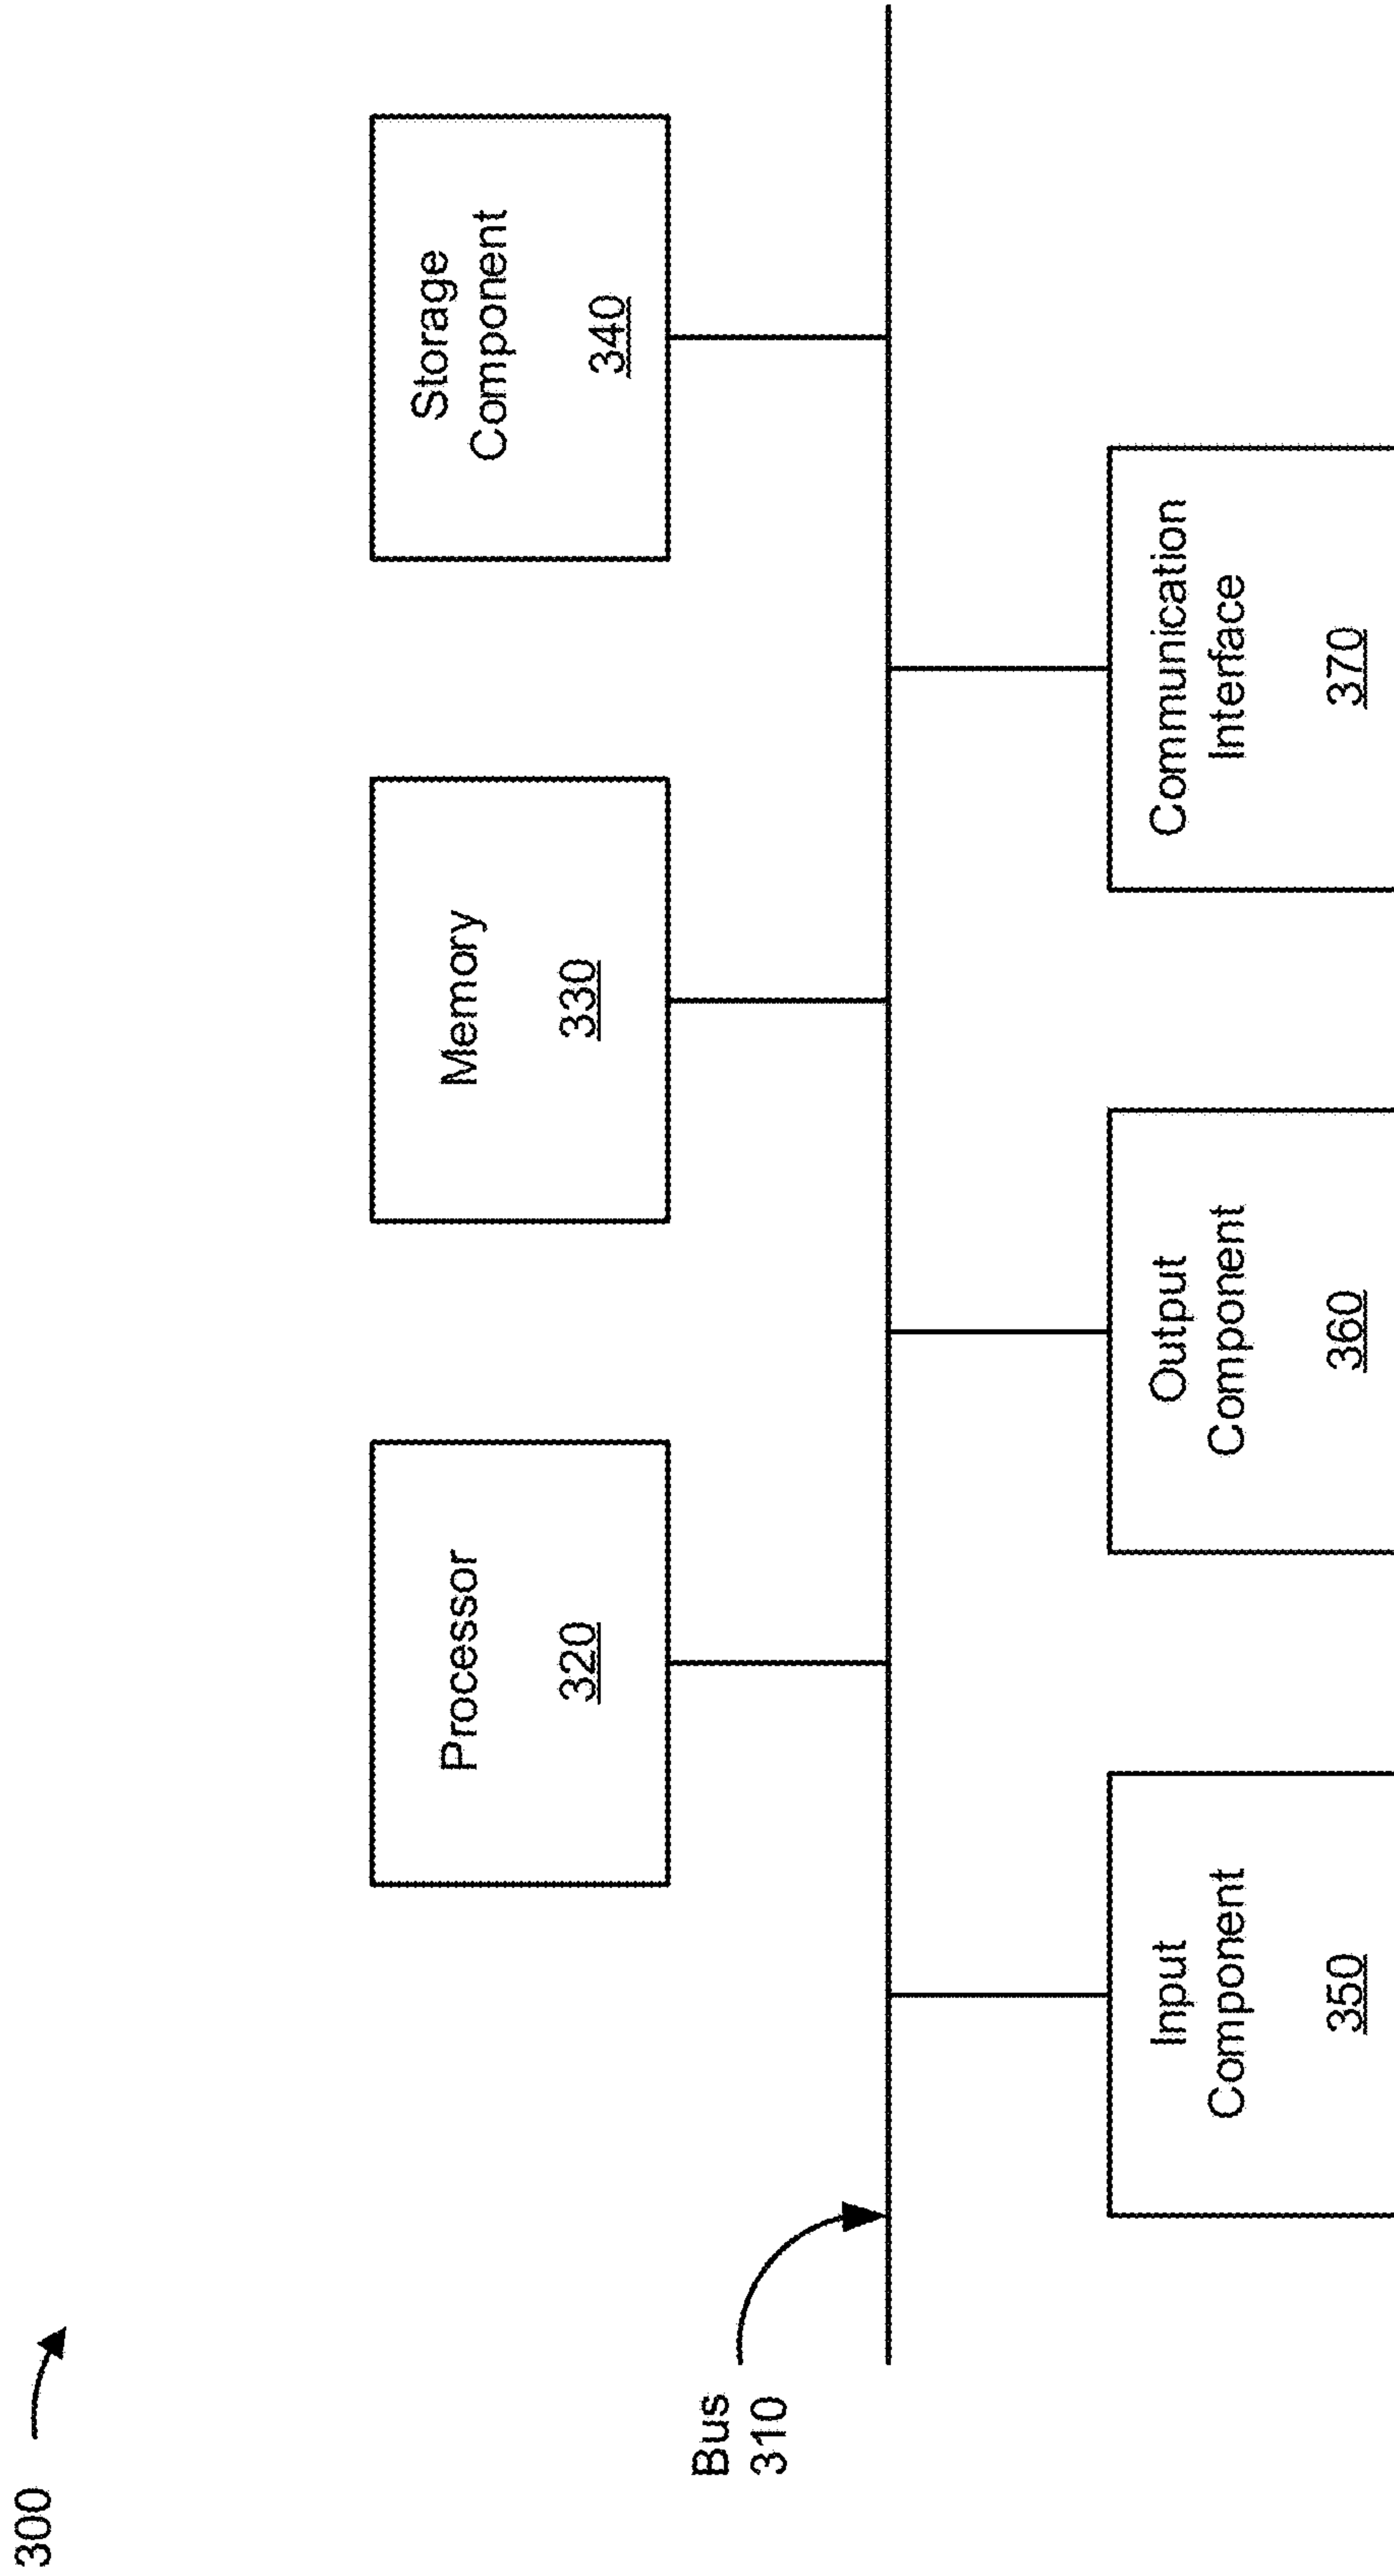 300
Processor
320
Memory
330
Storage
Component
340
Bus
310
Input
Component
350
Output
Component
360
Communication
Interface
370